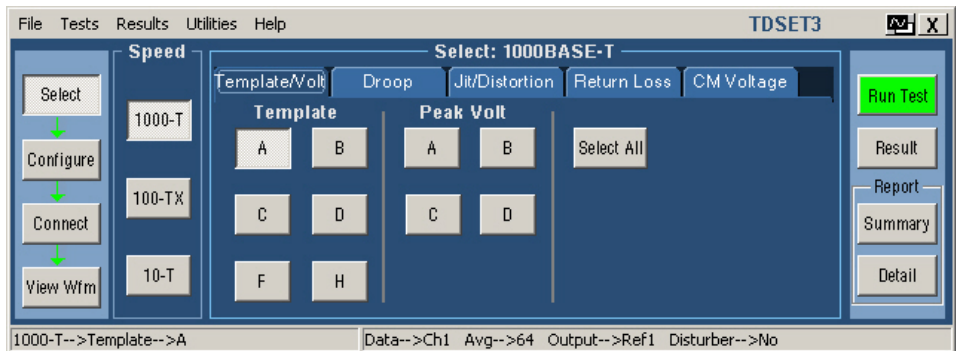 File Tests Results Utilities Help TDSET3 X
Speed Select: 1000BASE-T
Template/Volt Droop Jit/Distortion Return Loss CM Voltage
Select Run Test
Template Peak Volt
1000-T A B A B Select All
Configure Result
Report
100-TX C D C D
Connect Summary
10-T F H Detail
View Wfm
1000-T-->Template-->A Data-->Ch1 Avg-->64 Output-->Ref1 Disturber-->No